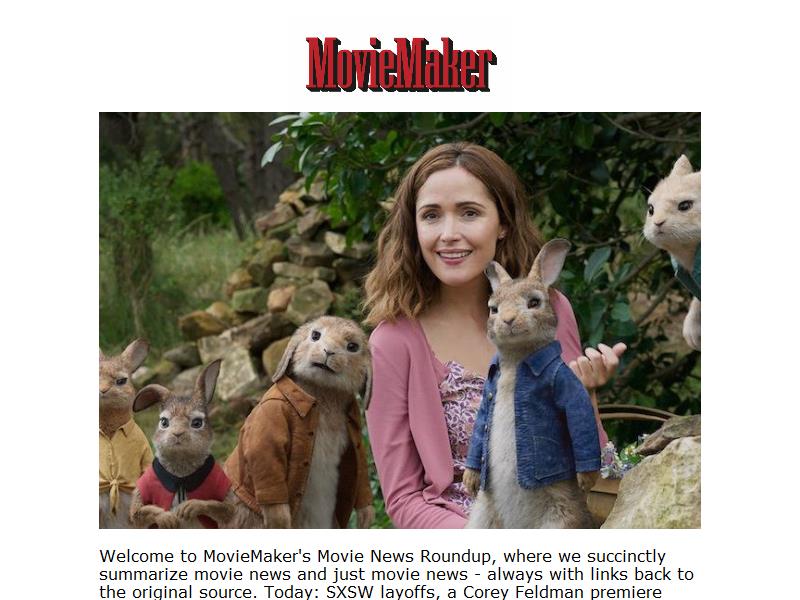 MovieMaker
Welcome to MovieMaker's Movie News Roundup, where we succinctly
summarize movie news and just movie news - always with links back to
the original source. Today: SXSW layoffs, a Corey Feldman premiere